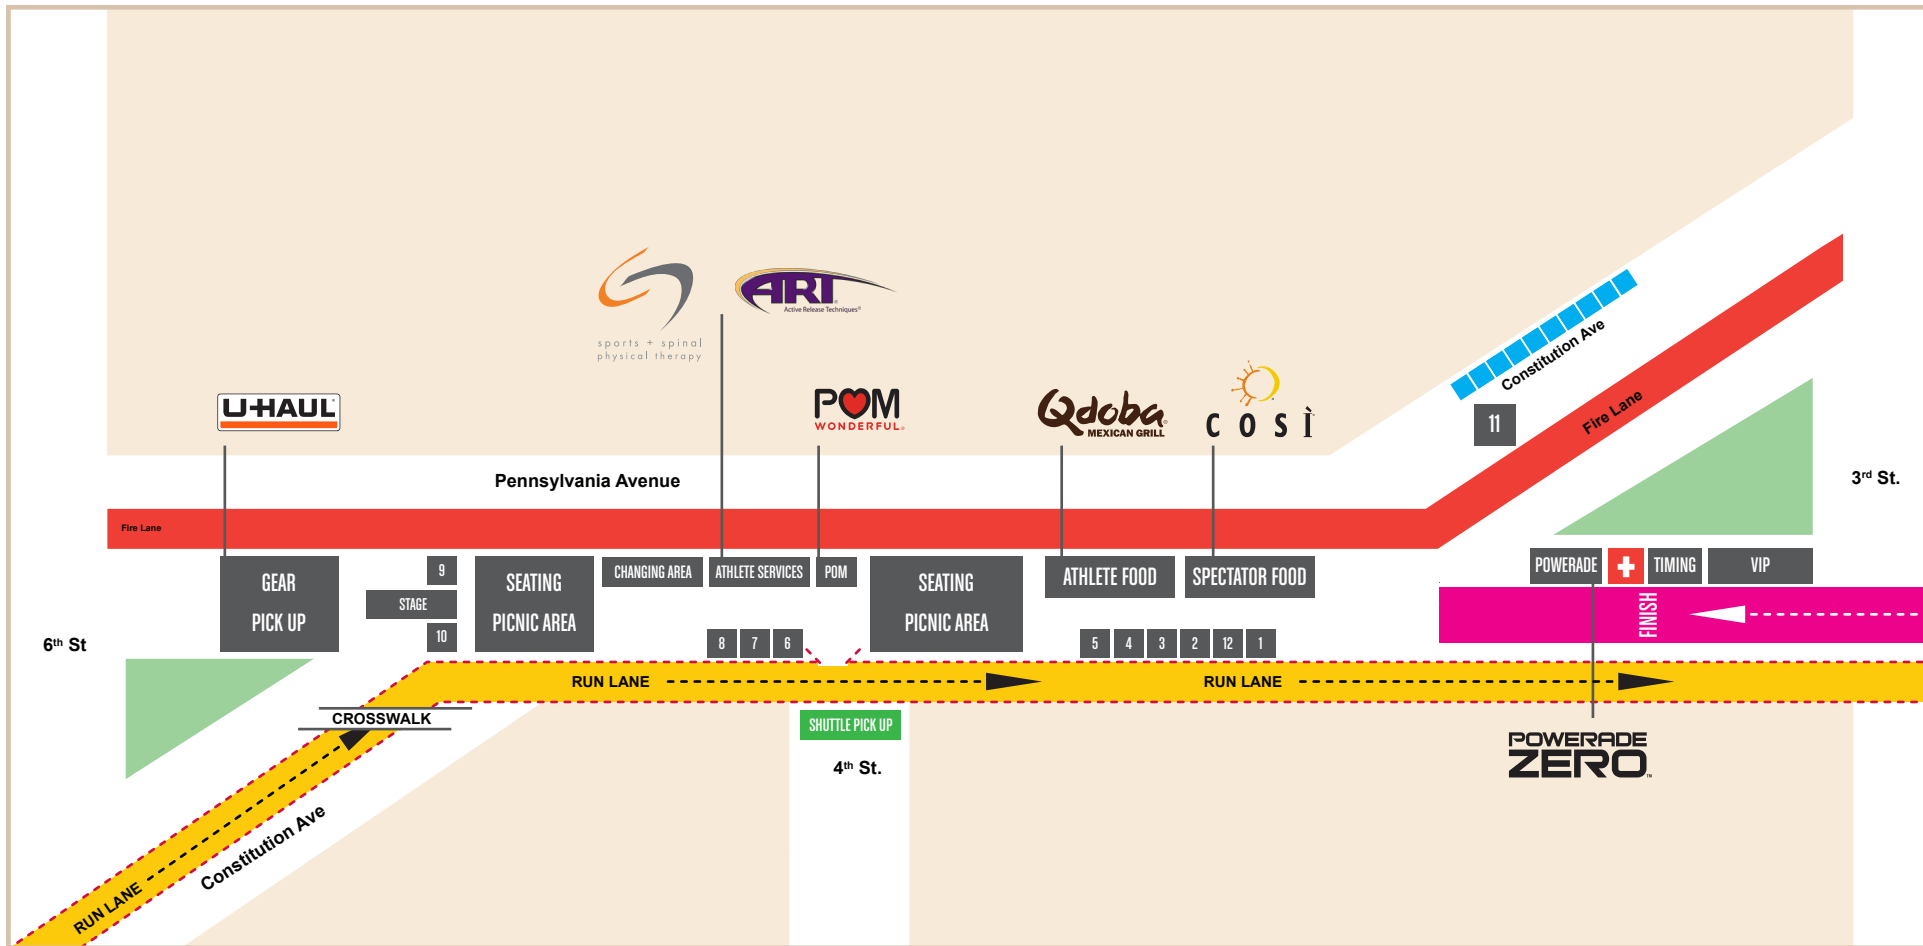 sports + spinal
physical therapy
ART®
Active Release Techniques®
U-HAUL®
POM
WONDERFUL®
Qdoba®
MEXICAN GRILL
COSÌ
Constitution Ave
11
Fire Lane
Pennsylvania Avenue
3rd St.
Fire Lane
GEAR
PICK UP
9
STAGE
10
SEATING
PICNIC AREA
CHANGING AREA
ATHLETE SERVICES
POM
SEATING
PICNIC AREA
ATHLETE FOOD
SPECTATOR FOOD
POWERADE
TIMING
VIP
FINISH
6th St
8
7
6
5
4
3
2
12
1
RUN LANE
RUN LANE
CROSSWALK
SHUTTLE PICK UP
4th St.
POWERADE
ZERO™
Constitution Ave
RUN LANE